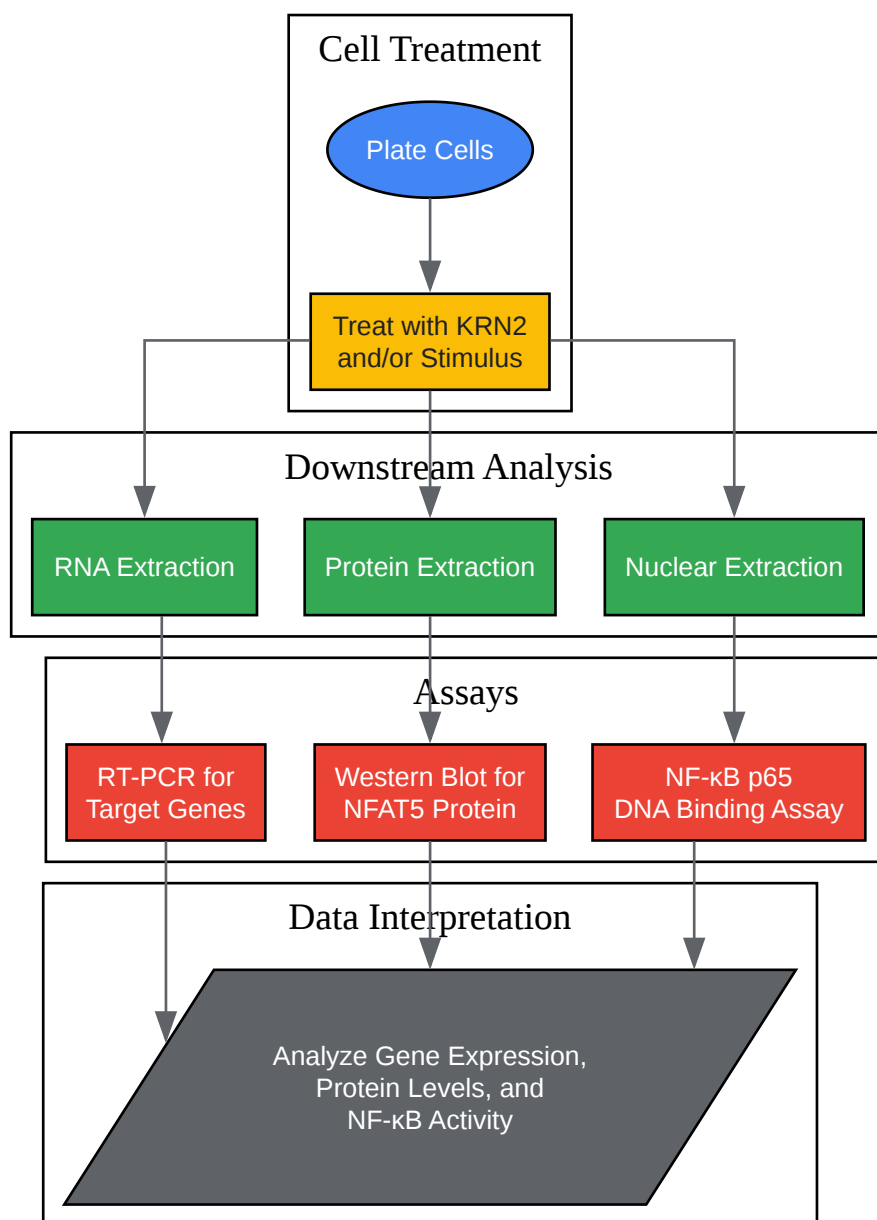 Cell Treatment
Plate Cells
Treat with KRN2
and/or Stimulus
Downstream Analysis
RNA Extraction
Protein Extraction
Nuclear Extraction
Assays
RT-PCR for
Target Genes
Western Blot for
NFAT5 Protein
NF-κB p65
DNA Binding Assay
Data Interpretation
Analyze Gene Expression,
Protein Levels, and
NF-κB Activity